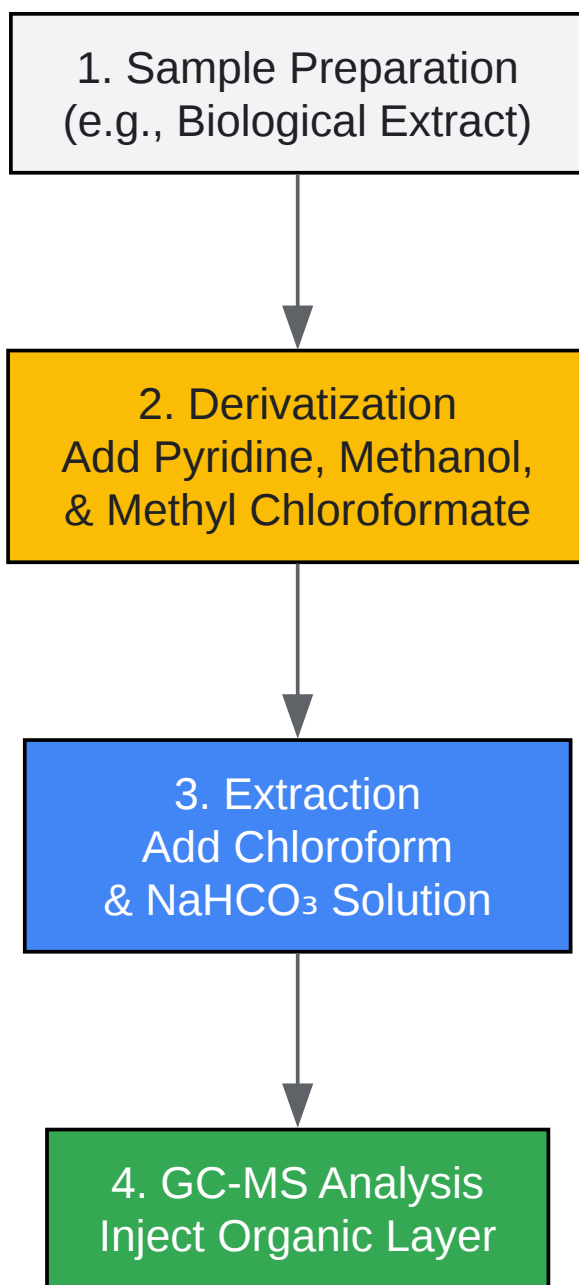 1. Sample Preparation
(e.g., Biological Extract)
2. Derivatization
Add Pyridine, Methanol,
& Methyl Chloroformate
3. Extraction
Add Chloroform
& NaHCO₃ Solution
4. GC-MS Analysis
Inject Organic Layer